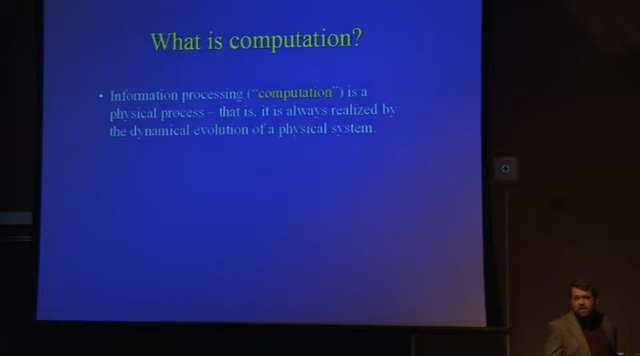 What is computation?
• Information processing ("computation") is a
physical process – that is, it is always realized by
the dynamical evolution of a physical system.